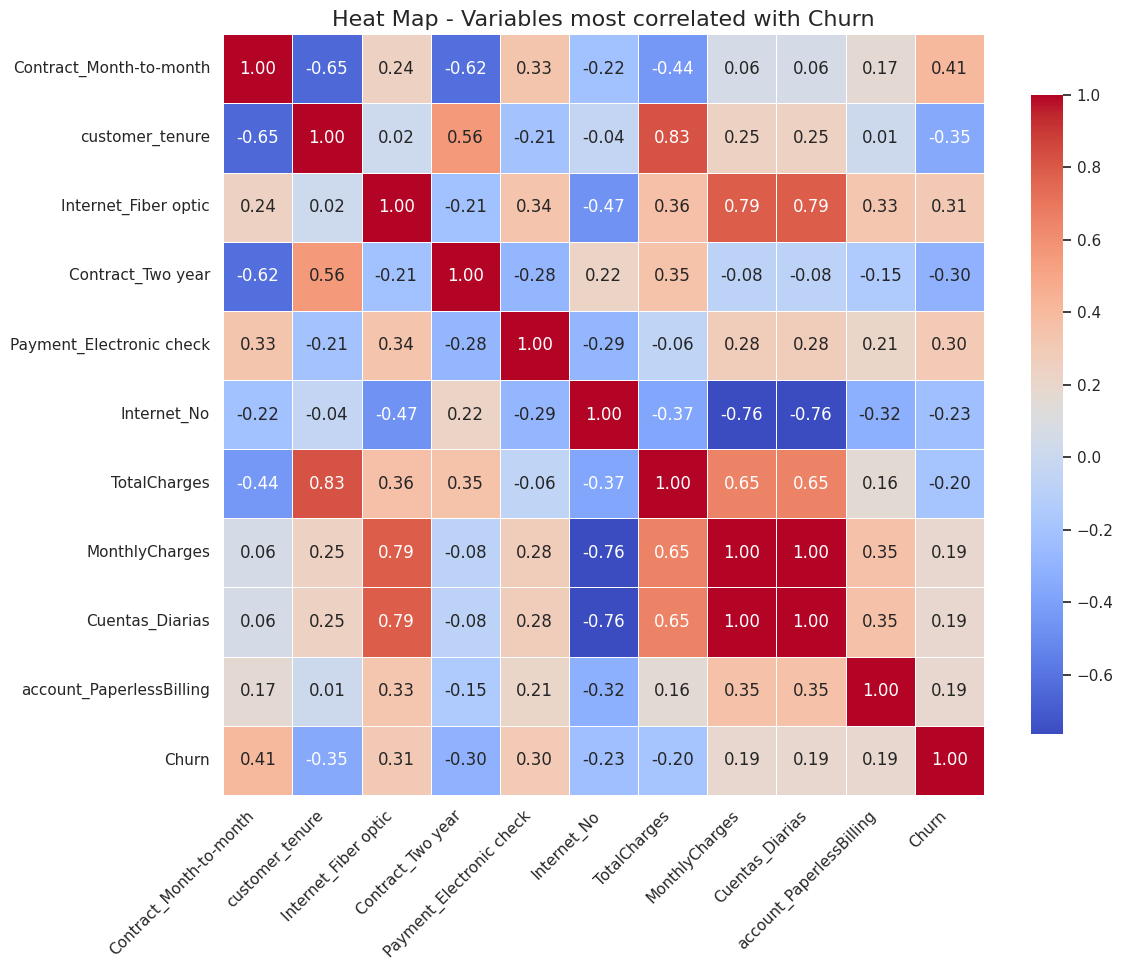 Heat Map - Variables most correlated with Churn
Contract_Month-to-month 1.00 -0.65 0.24 -0.62 0.33 -0.22 -0.44 0.06 0.06 0.17 0.41
customer_tenure -0.65 1.00 0.02 0.56 -0.21 -0.04 0.83 0.25 0.25 0.01 -0.35
Internet_Fiber optic 0.24 0.02 1.00 -0.21 0.34 -0.47 0.36 0.79 0.79 0.33 0.31
Contract_Two year -0.62 0.56 -0.21 1.00 -0.28 0.22 0.35 -0.08 -0.08 -0.15 -0.30
Payment_Electronic check 0.33 -0.21 0.34 -0.28 1.00 -0.29 -0.06 0.28 0.28 0.21 0.30
Internet_No -0.22 -0.04 -0.47 0.22 -0.29 1.00 -0.37 -0.76 -0.76 -0.32 -0.23
TotalCharges -0.44 0.83 0.36 0.35 -0.06 -0.37 1.00 0.65 0.65 0.16 -0.20
MonthlyCharges 0.06 0.25 0.79 -0.08 0.28 -0.76 0.65 1.00 1.00 0.35 0.19
Cuentas_Diarias 0.06 0.25 0.79 -0.08 0.28 -0.76 0.65 1.00 1.00 0.35 0.19
account_PaperlessBilling 0.17 0.01 0.33 -0.15 0.21 -0.32 0.16 0.35 0.35 1.00 0.19
Churn 0.41 -0.35 0.31 -0.30 0.30 -0.23 -0.20 0.19 0.19 0.19 1.00
Contract_Month-to-month
customer_tenure
Internet_Fiber optic
Contract_Two year
Payment_Electronic check
Internet_No
TotalCharges
MonthlyCharges
Cuentas_Diarias
account_PaperlessBilling
Churn
1.0
0.8
0.6
0.4
0.2
0.0
-0.2
-0.4
-0.6